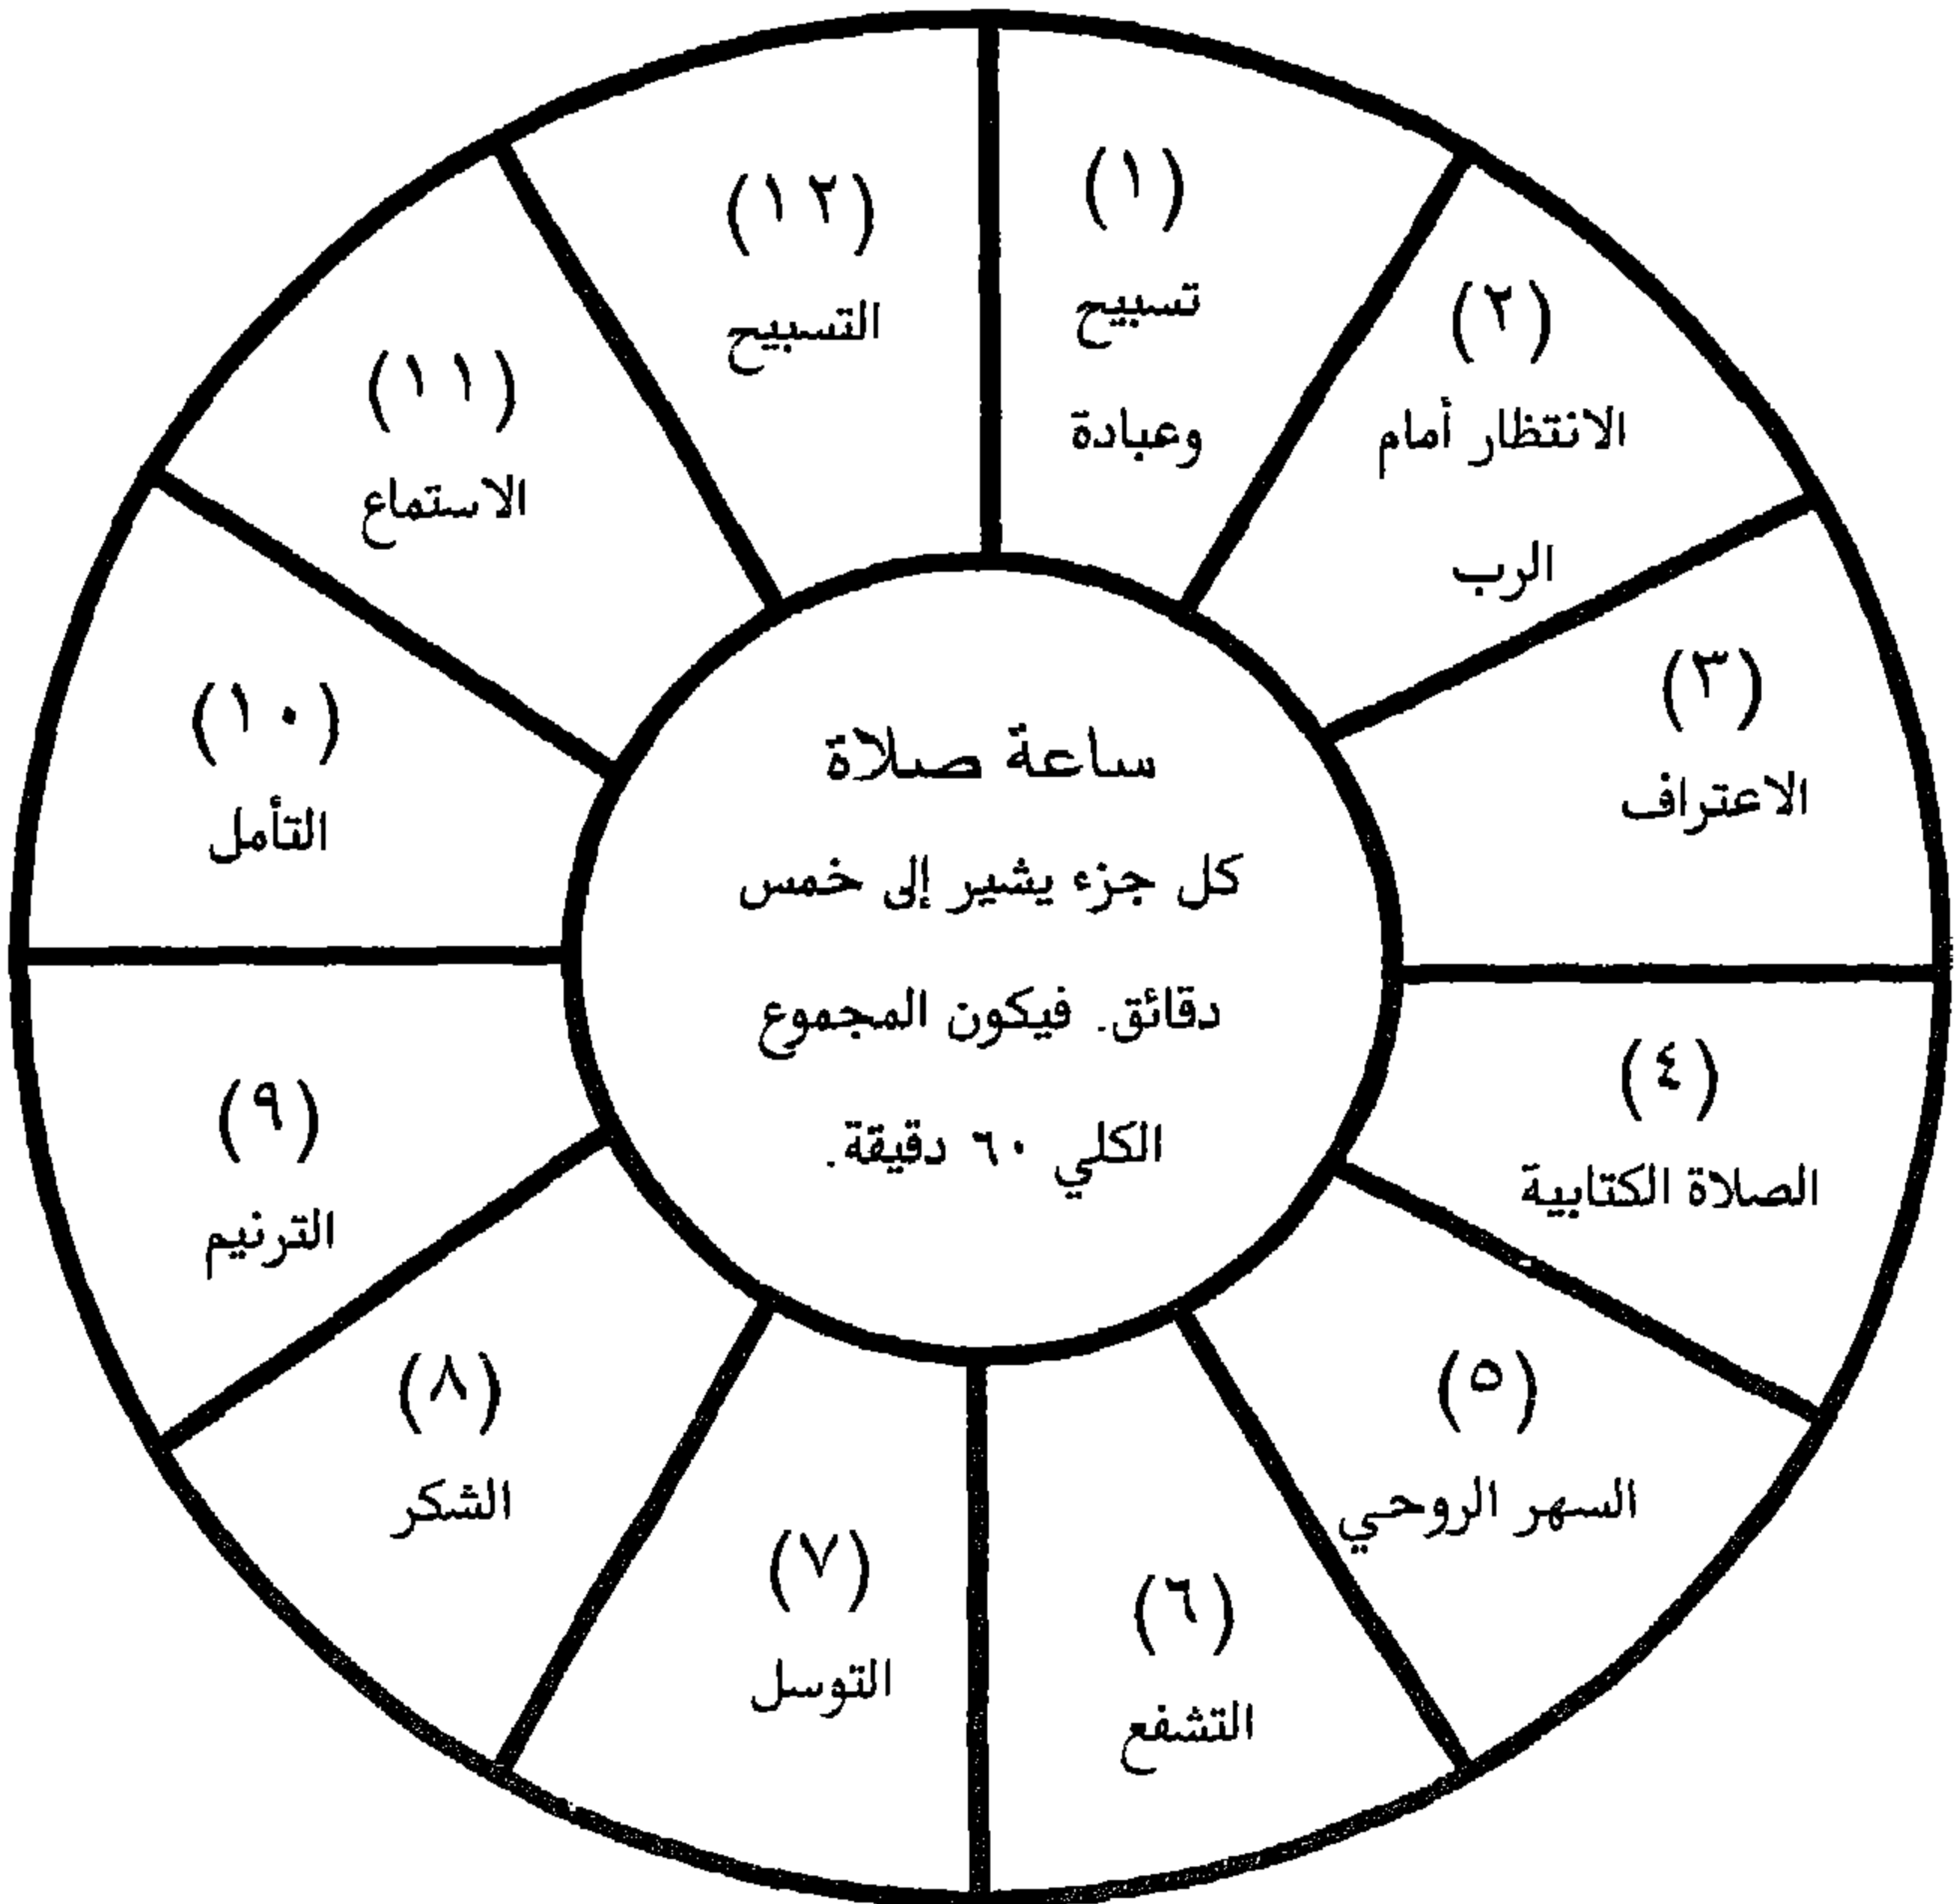 (١)
تسبيح
وعبادة
(٢)
الانتظار أمام
الرب
(٣)
الاعتراف
(٤)
الصلاة الكتابية
(٥)
السهر الروحي
(٦)
التشفع
(٧)
التوسل
(٨)
الشكر
(٩)
الترنيم
(١٠)
التأمل
(١١)
الاستماع
(١٢)
التسبيح
ساعة صلاة
كل جزء يشير إلى خمس
دقائق. فيكون المجموع
الكلي ٦٠ دقيقة.